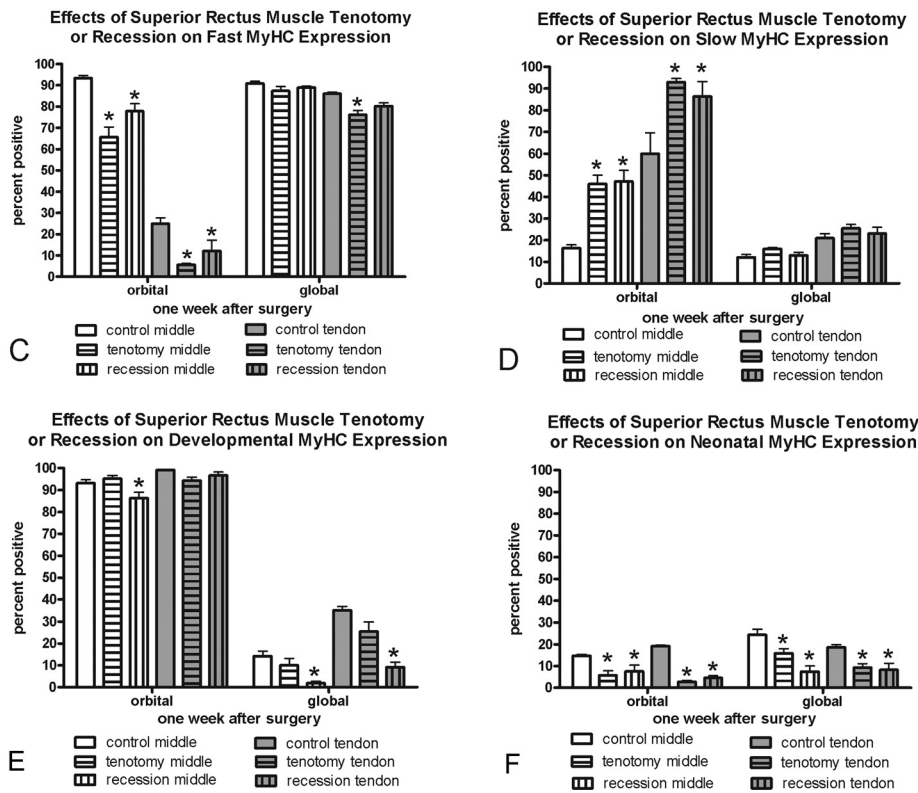 Effects of Superior Rectus Muscle Tenotomy
or Recession on Fast MyHC Expression
percent positive
100
90
80
70
60
50
40
30
20
10
0
* * * * *
orbital global
one week after surgery
control middle control tendon
tenotomy middle tenotomy tendon
recession middle recession tendon
C
Effects of Superior Rectus Muscle Tenotomy
or Recession on Slow MyHC Expression
percent positive
100
90
80
70
60
50
40
30
20
10
0
* * * *
orbital global
one week after surgery
control middle control tendon
tenotomy middle tenotomy tendon
recession middle recession tendon
D
Effects of Superior Rectus Muscle Tenotomy
or Recession on Developmental MyHC Expression
percent positive
100
90
80
70
60
50
40
30
20
10
0
* * *
orbital global
one week after surgery
control middle control tendon
tenotomy middle tenotomy tendon
recession middle recession tendon
E
Effects of Superior Rectus Muscle Tenotomy
or Recession on Neonatal MyHC Expression
percent positive
100
90
80
70
60
50
40
30
20
10
0
* * * * * * * *
orbital global
one week after surgery
control middle control tendon
tenotomy middle tenotomy tendon
recession middle recession tendon
F